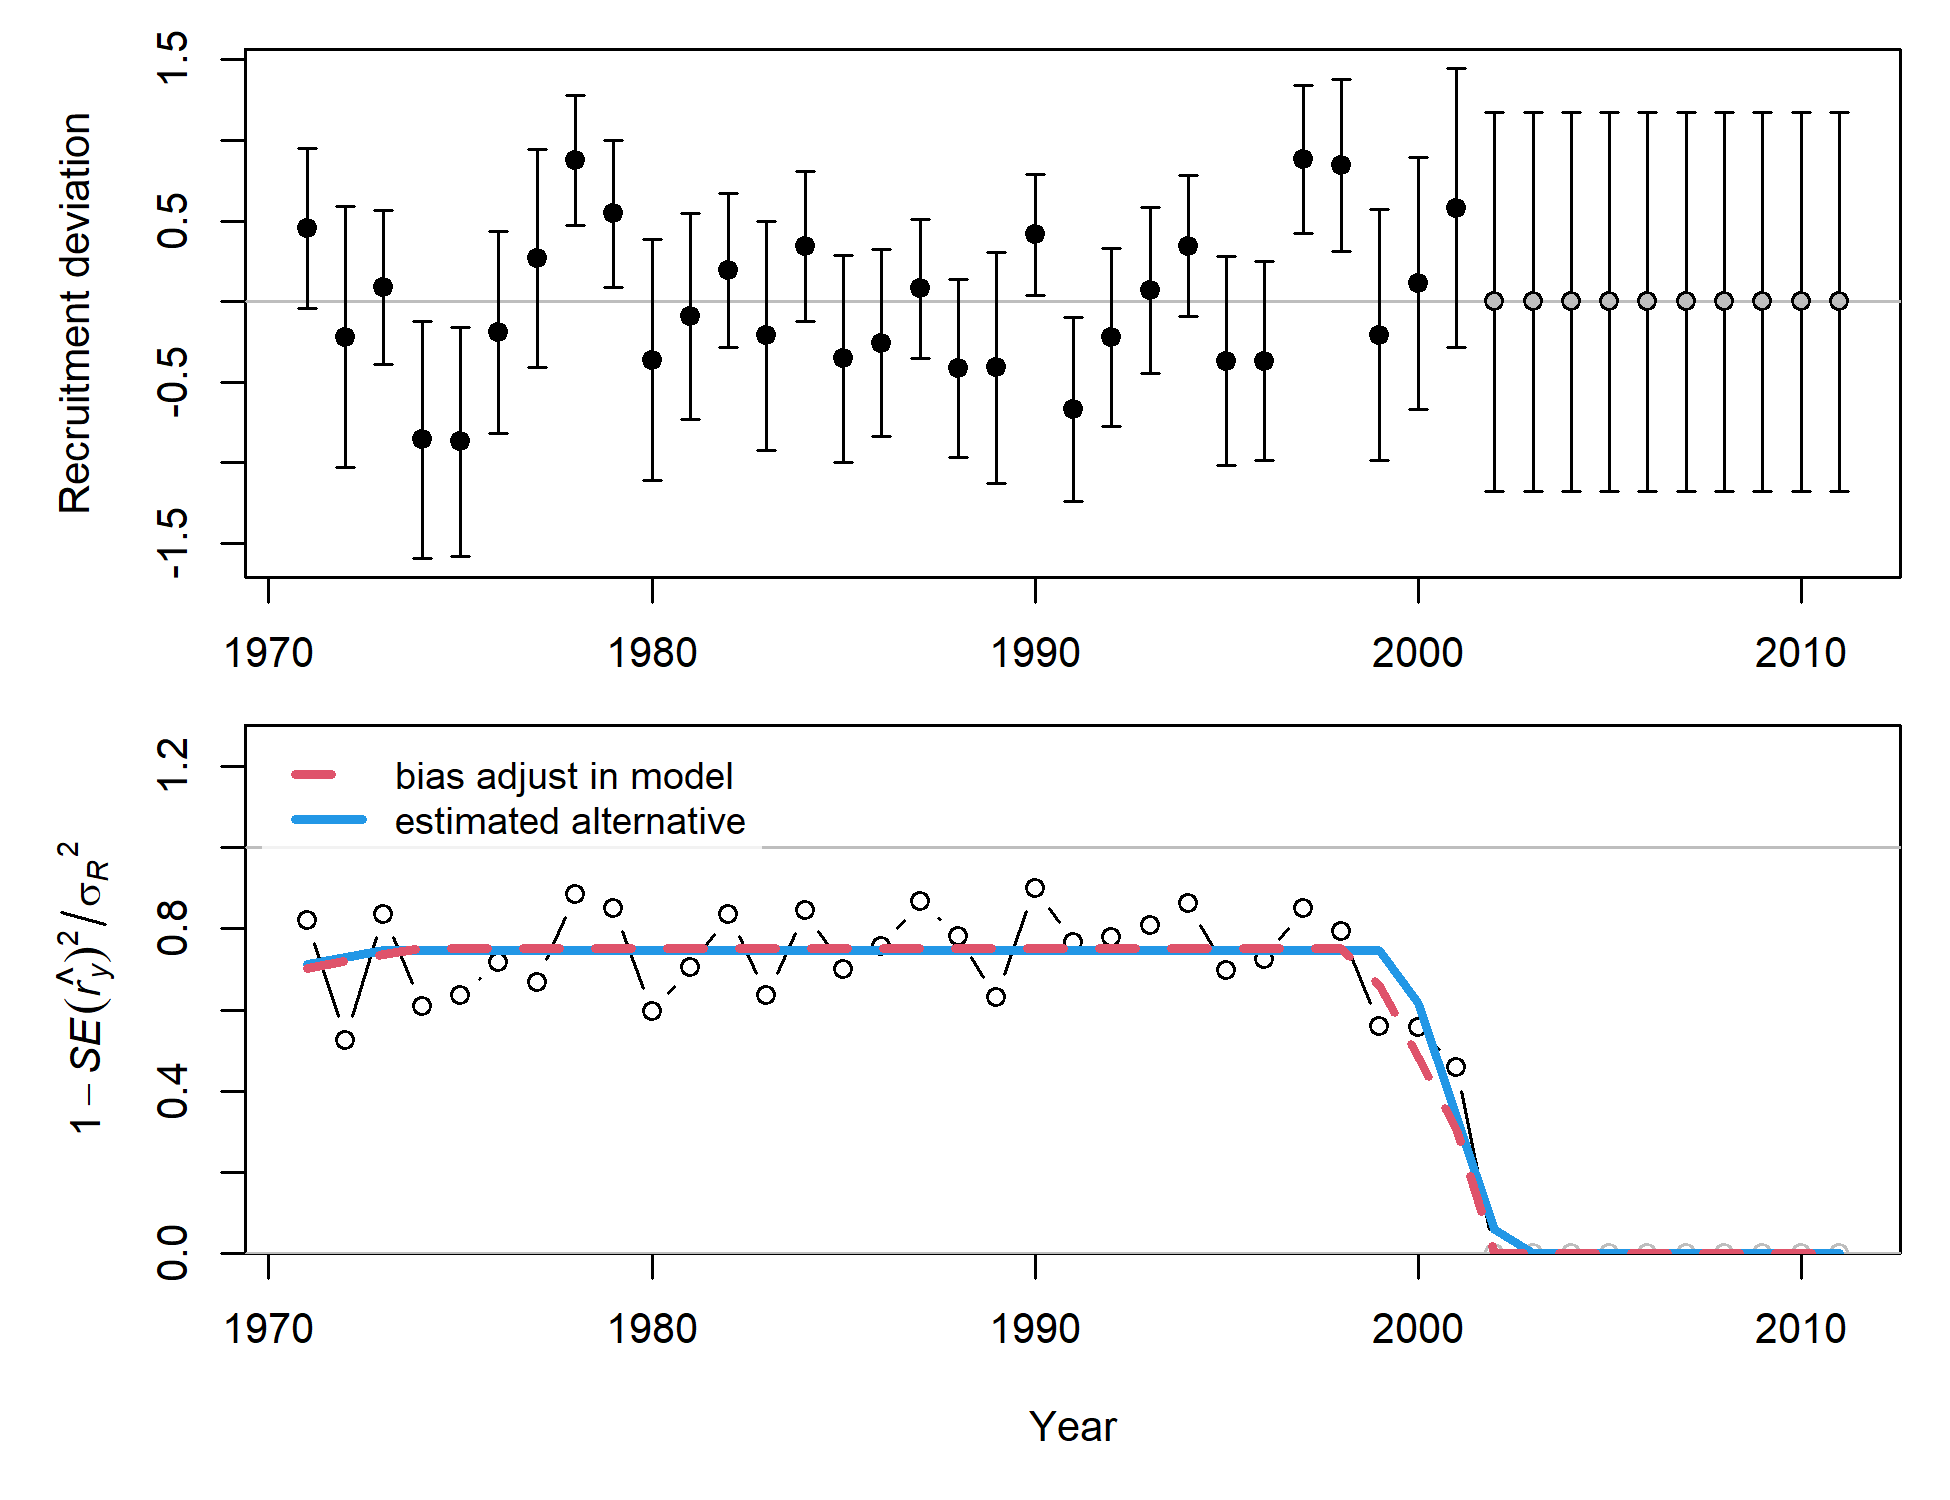 Recruitment deviation
1.5
0.5
-0.5
-1.5
1970 1980 1990 2000 2010
bias adjust in model
estimated alternative
1 − SE(r̂_y)² / σ_R²
1.2
0.8
0.4
0.0
1970 1980 1990 2000 2010
Year